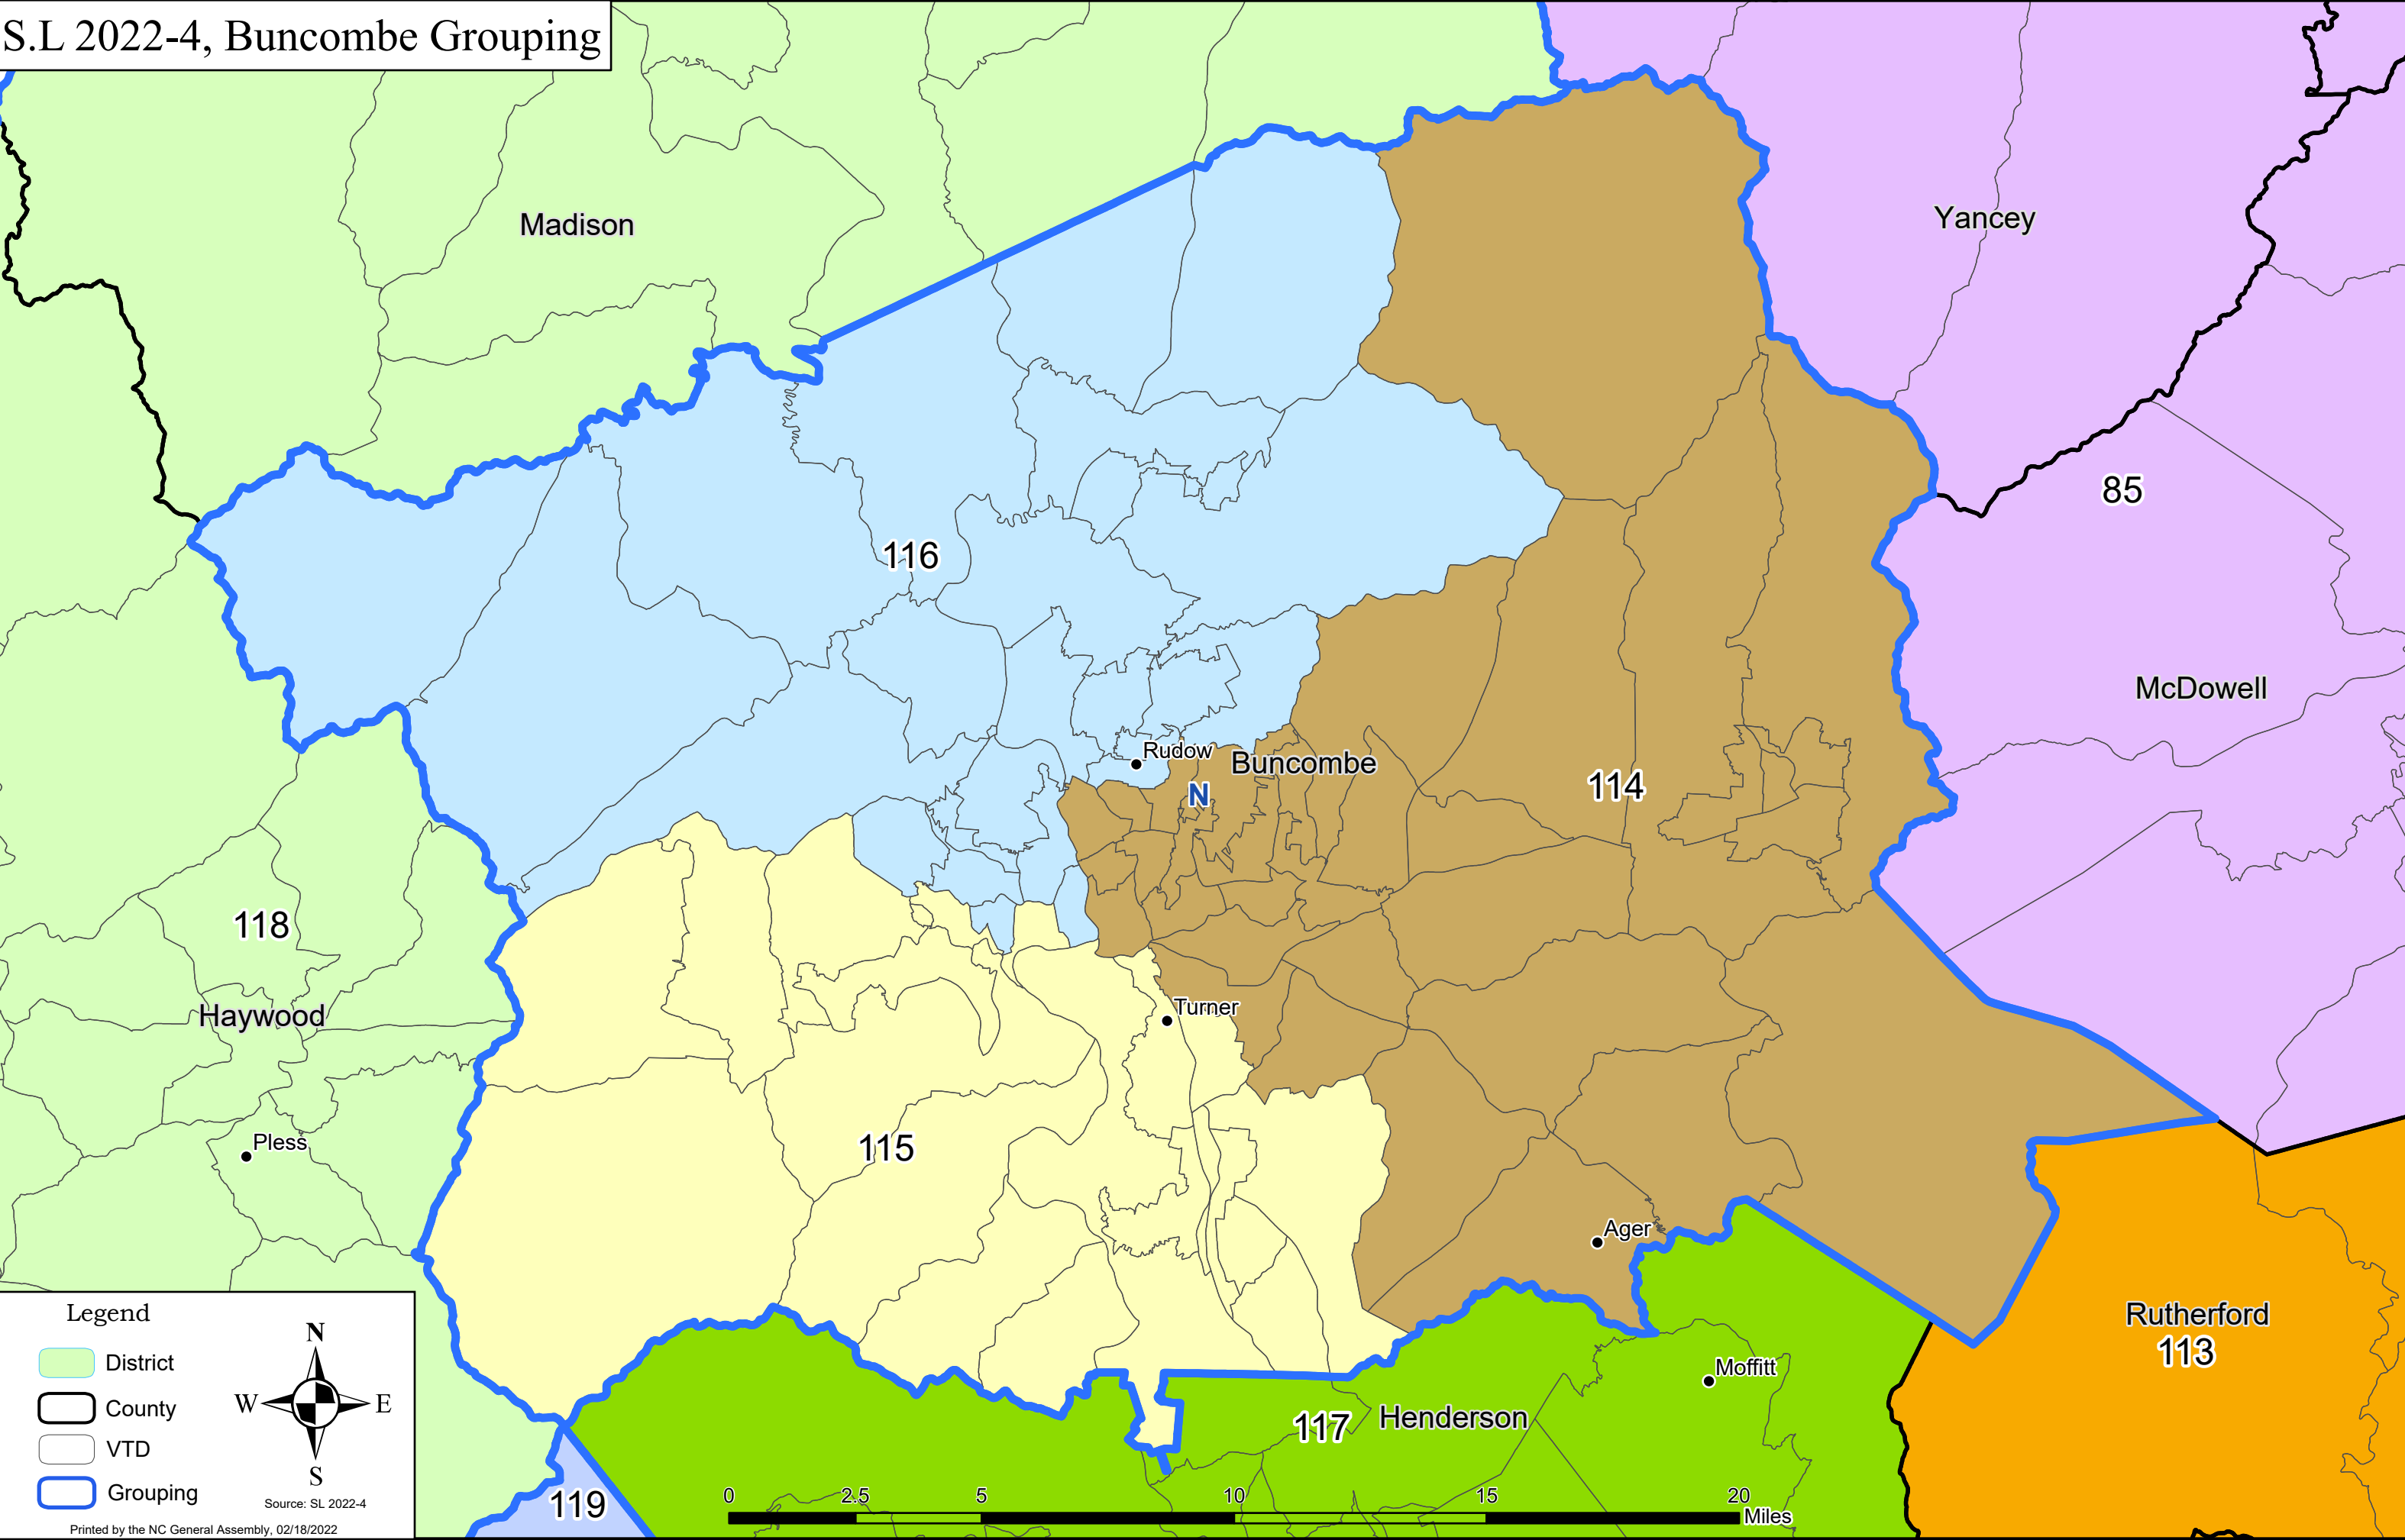 S.L 2022-4, Buncombe Grouping
Madison
Yancey
85
116
McDowell
Rudow
Buncombe
N
114
118
Haywood
Turner
Pless
115
Ager
Legend
District
County
VTD
Grouping
N
W
E
S
Source: SL 2022-4
Printed by the NC General Assembly, 02/18/2022
Rutherford
113
Moffitt
117
Henderson
119
0 2.5 5 10 15 20
Miles